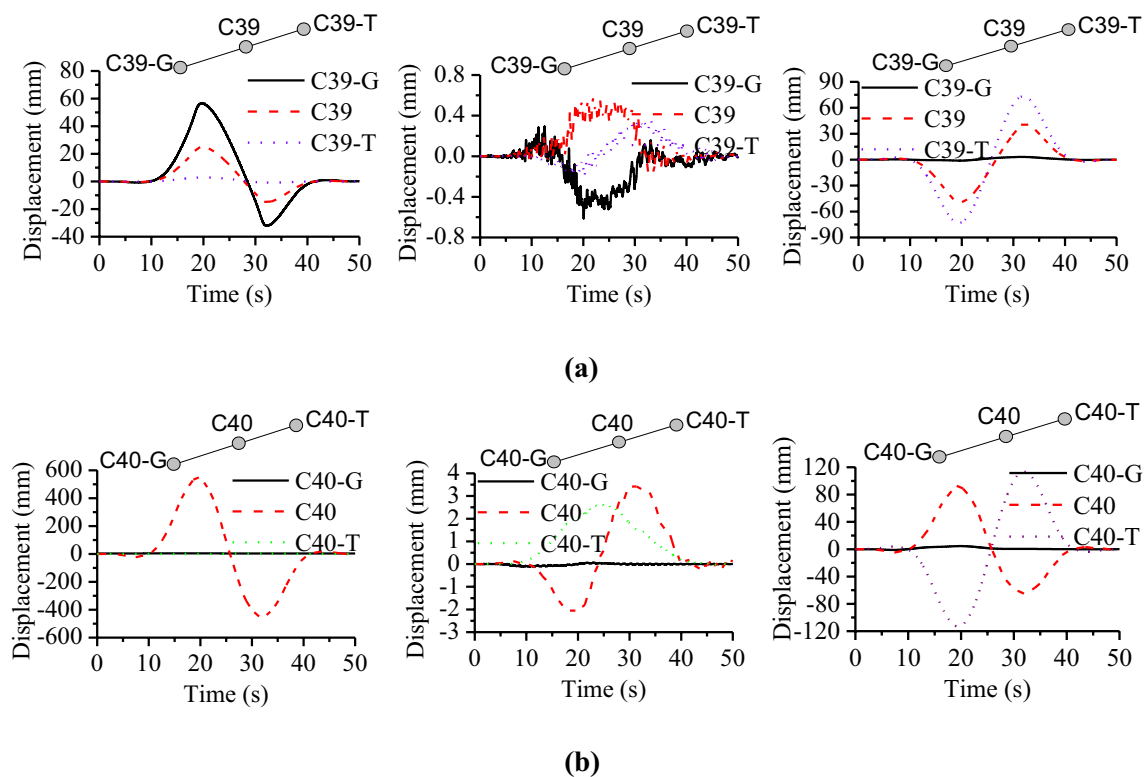 C39-G C39 C39-T
Displacement (mm)
80
60
40
20
0
-20
-40
C39-G
C39
C39-T
0 10 20 30 40 50
Time (s)
C39-G C39 C39-T
Displacement (mm)
0.8
0.4
0.0
-0.4
-0.8
C39-G
C39
C39-T
0 10 20 30 40 50
Time (s)
C39-G C39 C39-T
Displacement (mm)
90
60
30
0
-30
-60
-90
C39-G
C39
C39-T
0 10 20 30 40 50
Time (s)
(a)
C40-G C40 C40-T
Displacement (mm)
600
400
200
0
-200
-400
-600
C40-G
C40
C40-T
0 10 20 30 40 50
Time (s)
C40-G C40 C40-T
Displacement (mm)
4
3
2
1
0
-1
-2
-3
C40-G
C40
C40-T
0 10 20 30 40 50
Time (s)
C40-G C40 C40-T
Displacement (mm)
120
80
40
0
-40
-80
-120
C40-G
C40
C40-T
0 10 20 30 40 50
Time (s)
(b)